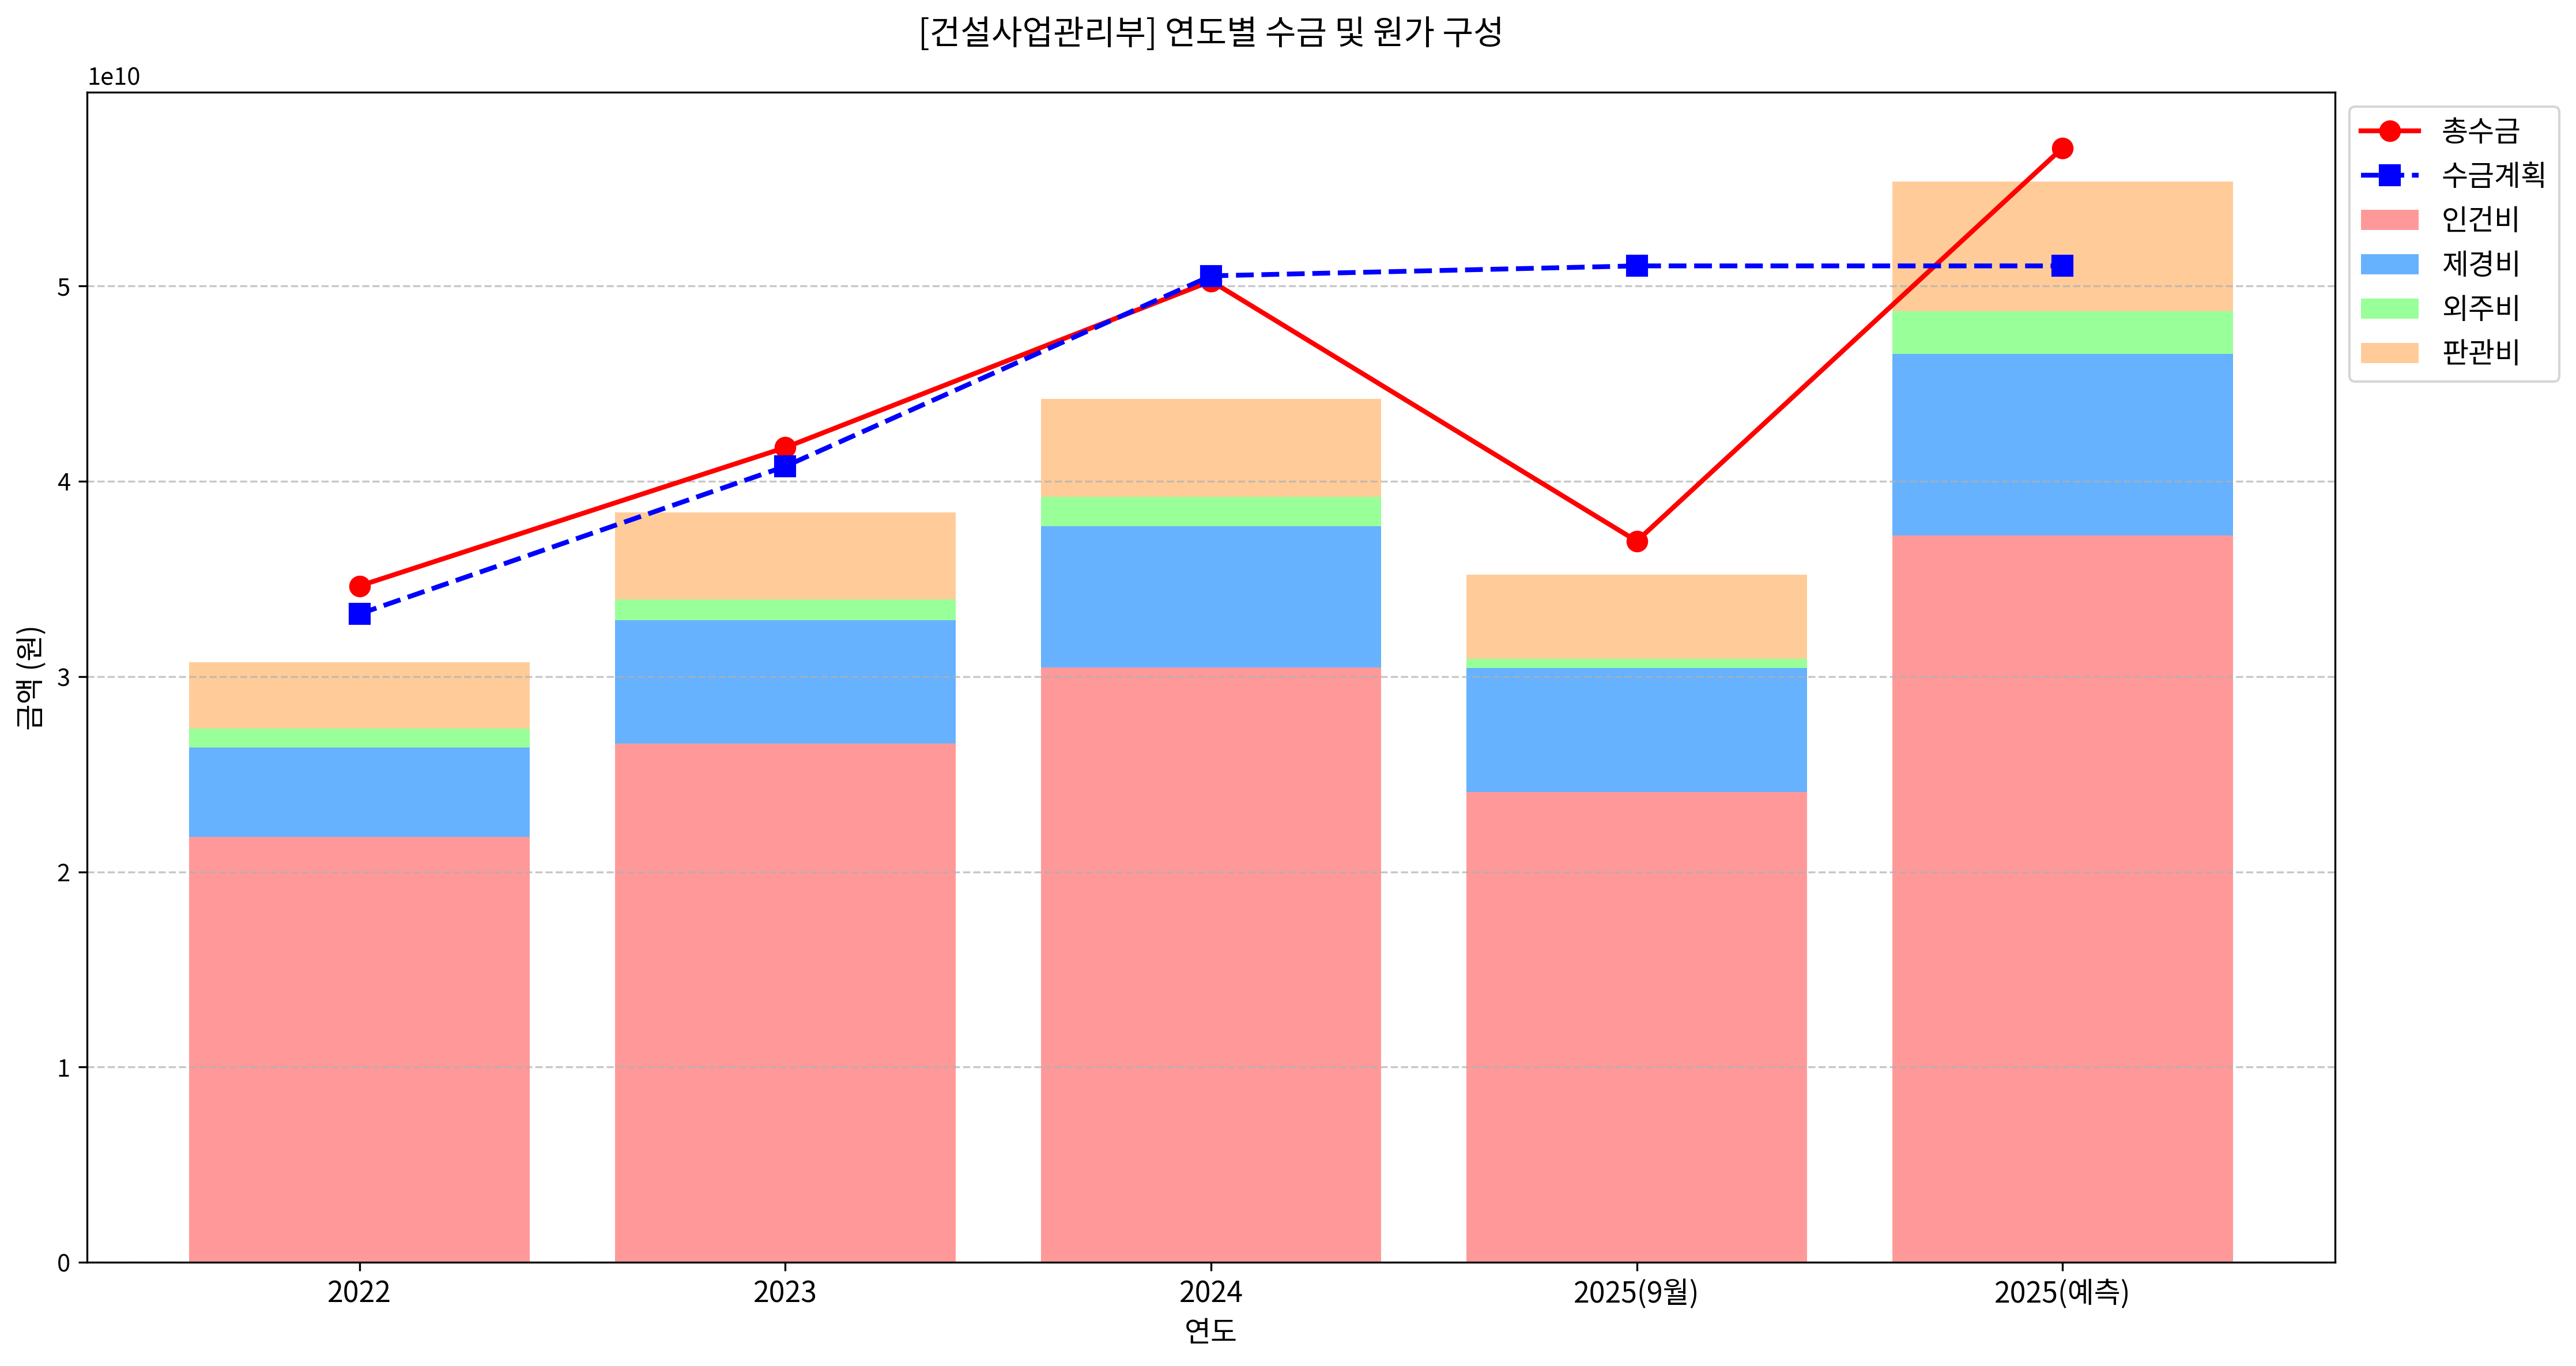 [건설사업관리부] 연도별 수금 및 원가 구성
1e10
총수금
수금계획
인건비
제경비
외주비
판관비
5
4
3
2
1
0
금액 (원)
2022
2023
2024
2025(9월)
2025(예측)
연도